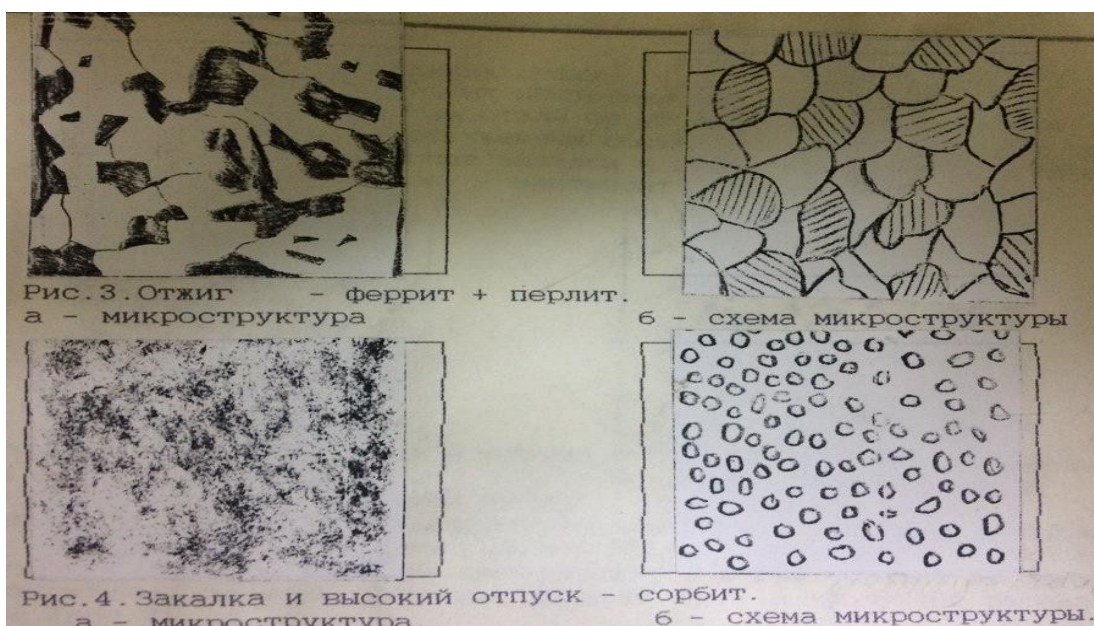 Рис.3.Отжиг - феррит + перлит.
а - микроструктура
б - схема микроструктуры
Рис.4.Закалка и высокий отпуск - сорбит.
а - микроструктура.
б - схема микроструктуры.